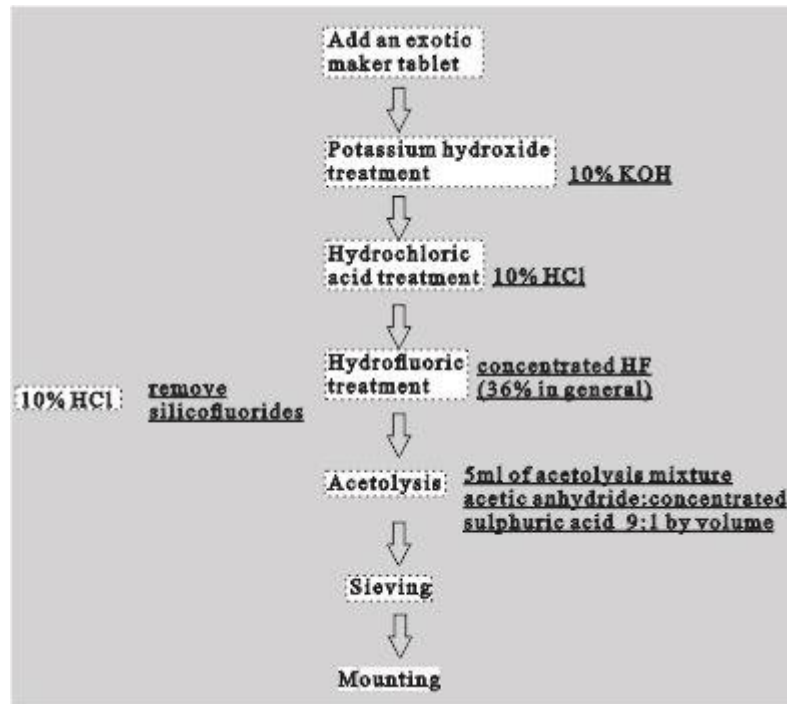 Add an exotic
maker tablet
Potassium hydroxide
treatment
10% KOH
Hydrochloric
acid treatment
10% HCl
Hydrofluoric
treatment
concentrated HF
(36% in general)
10% HCl
remove
silicofluorides
Acetolysis
5ml of acetolysis mixture
acetic anhydride:concentrated
sulphuric acid 9:1 by volume
Sieving
Mounting